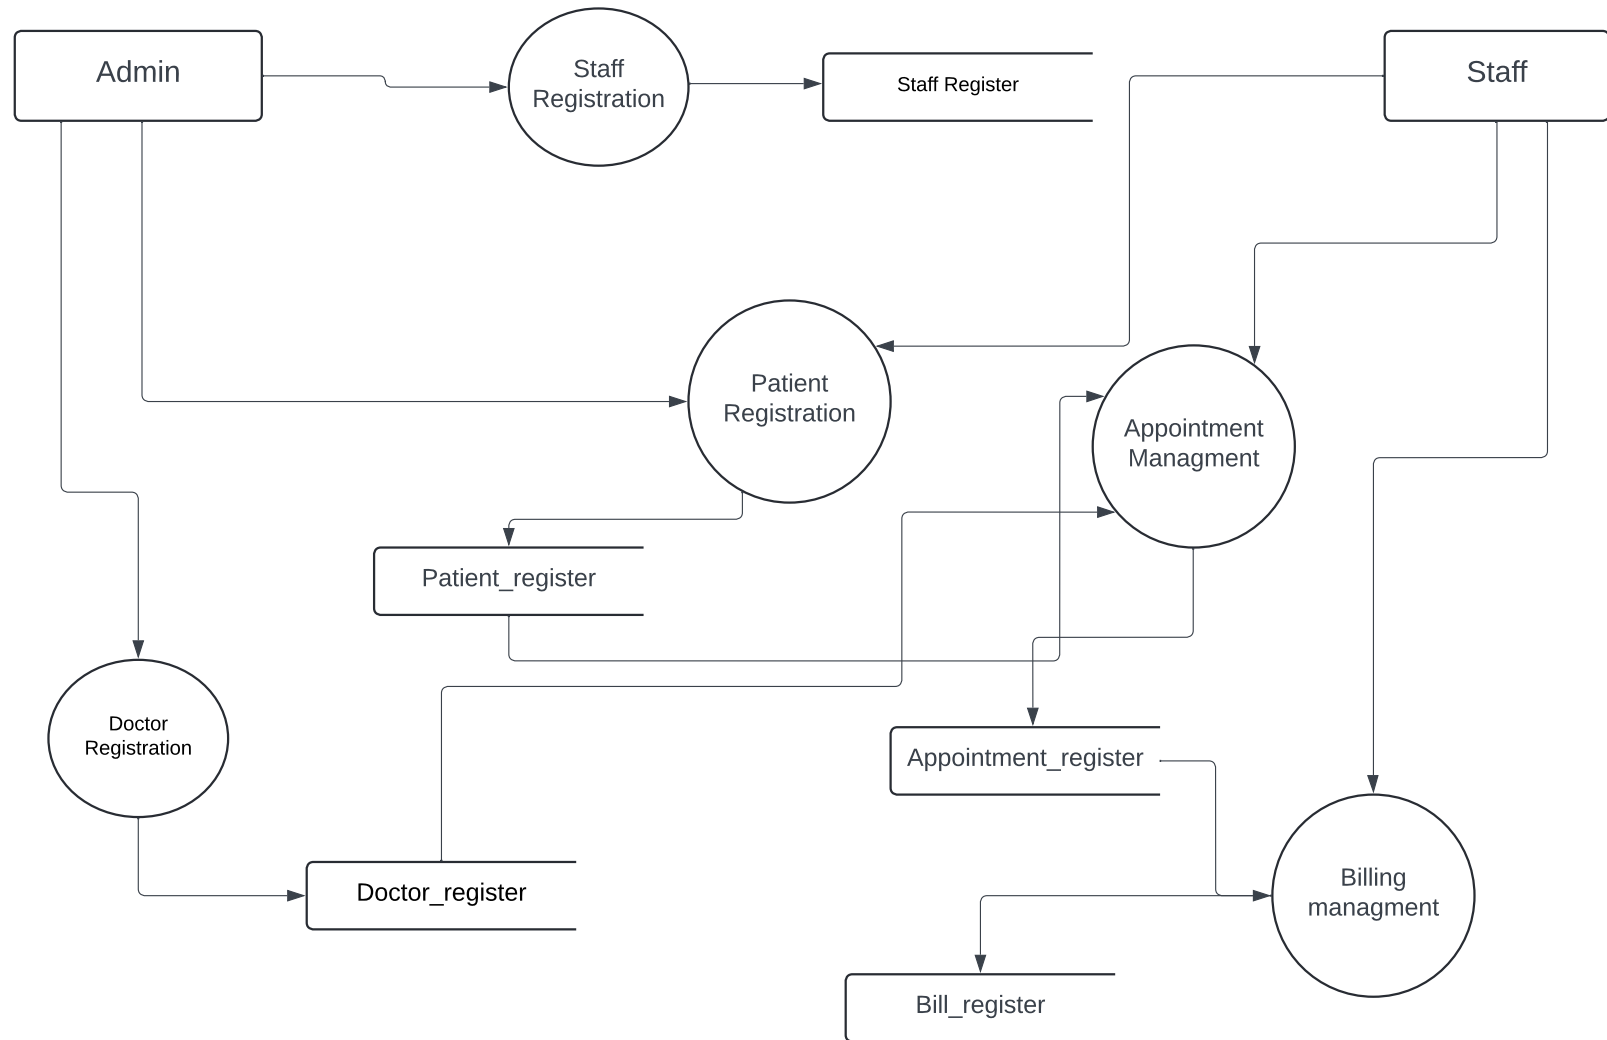 Admin
Staff
Registration
Staff Register
Staff
Patient
Registration
Appointment
Managment
Patient_register
Doctor
Registration
Appointment_register
Doctor_register
Billing
managment
Bill_register